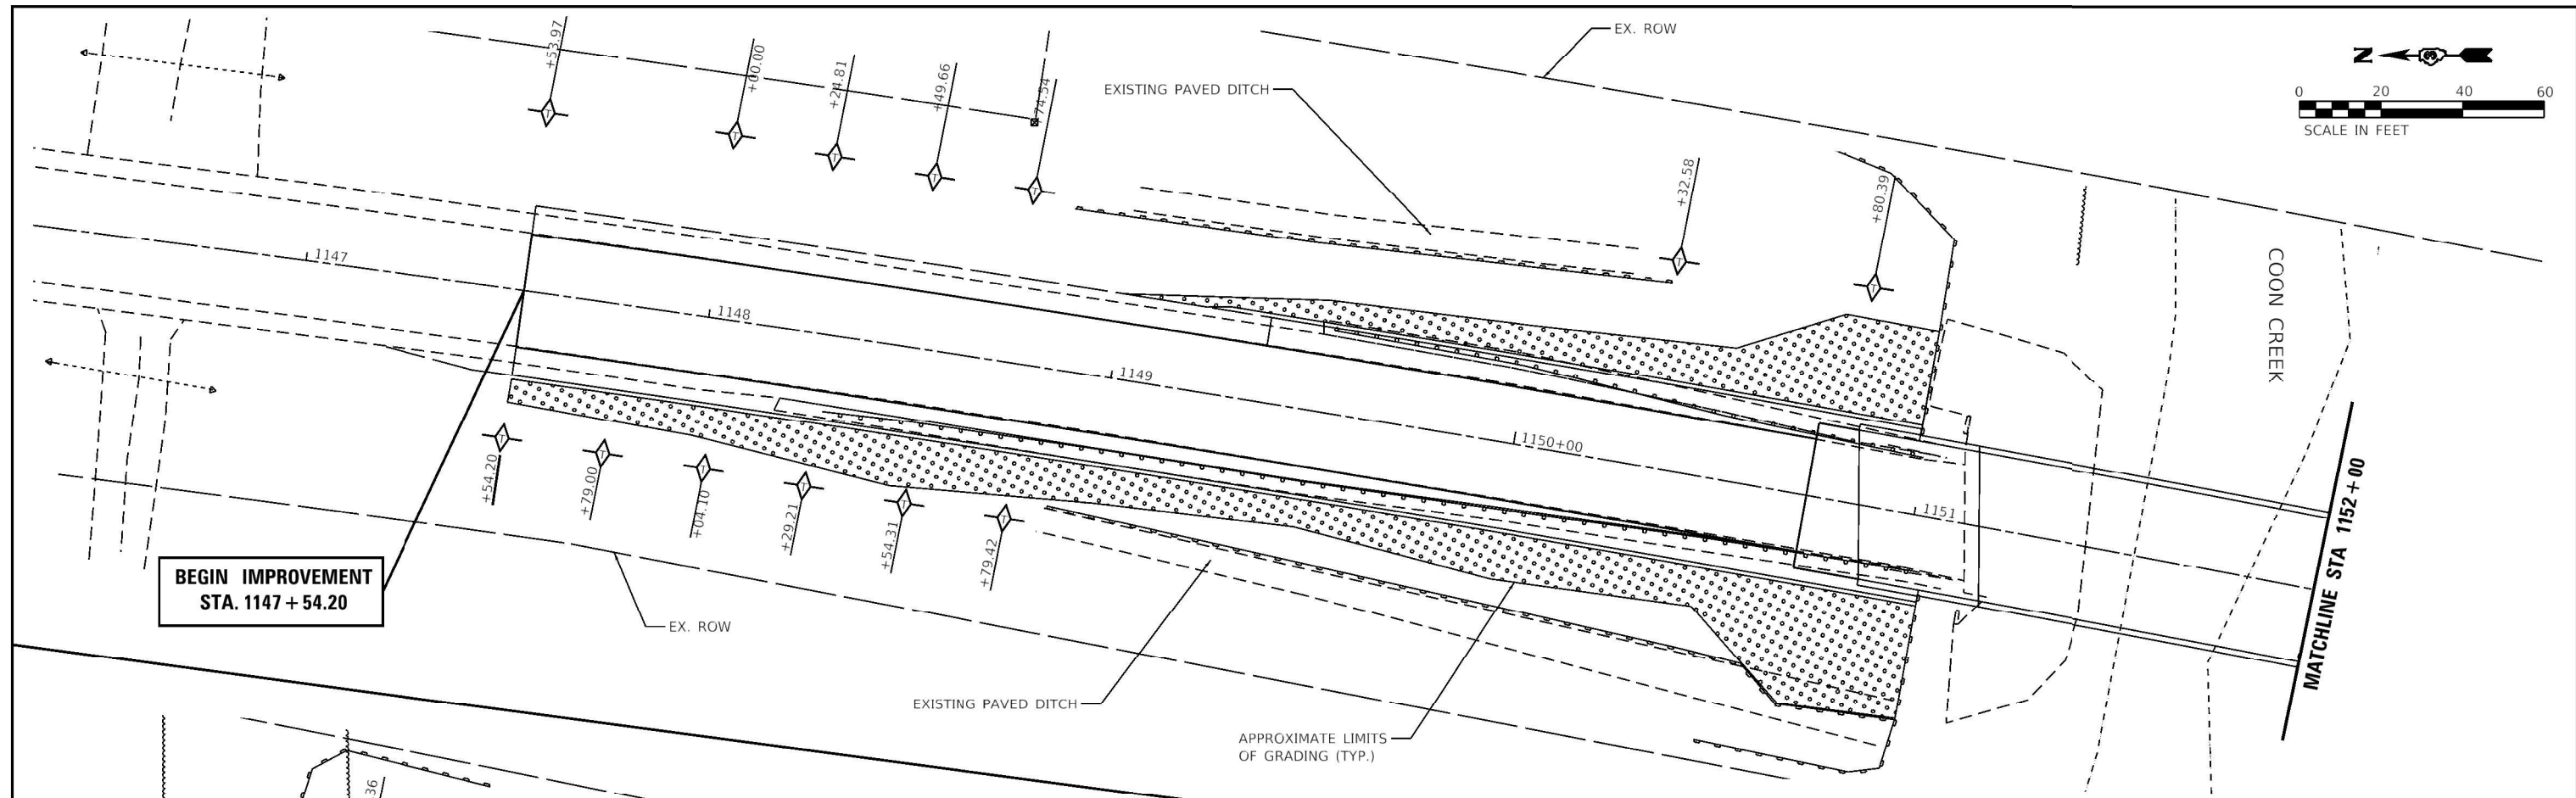 EX. ROW
N
0 20 40 60
SCALE IN FEET
+53.97
+00.00
+24.81
+49.66
+74.54
EXISTING PAVED DITCH
+32.58
+80.39
COON CREEK
1147
1148
1149
1150+00
1151
MATCHLINE STA 1152+00
T
T
T
T
T
T
T
T
T
T
T
T
T
+54.20
+79.00
+04.10
+29.21
+54.31
+79.42
BEGIN IMPROVEMENT
STA. 1147+54.20
EX. ROW
EXISTING PAVED DITCH
APPROXIMATE LIMITS
OF GRADING (TYP.)
36